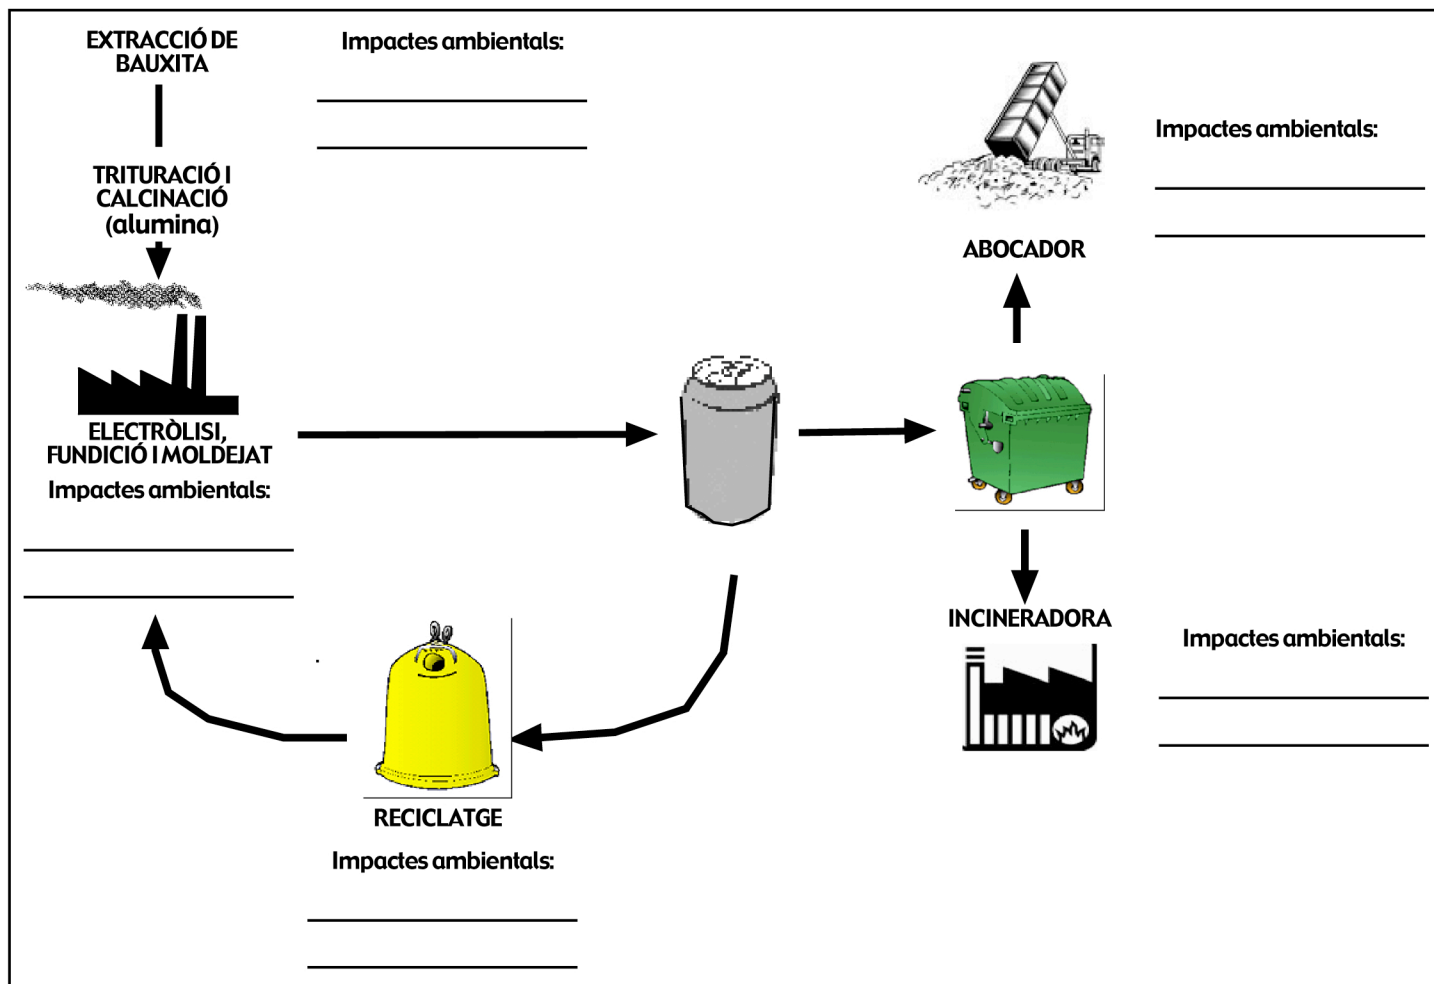 EXTRACCIÓ DE
BAUXITA
Impactes ambientals:
TRITURACIÓ I
CALCINACIÓ
(alumina)
ELECTRÒLISI,
FUNDICIÓ I MOLDEJAT
Impactes ambientals:
RECICLATGE
Impactes ambientals:
Impactes ambientals:
ABOCADOR
INCINERADORA
Impactes ambientals: